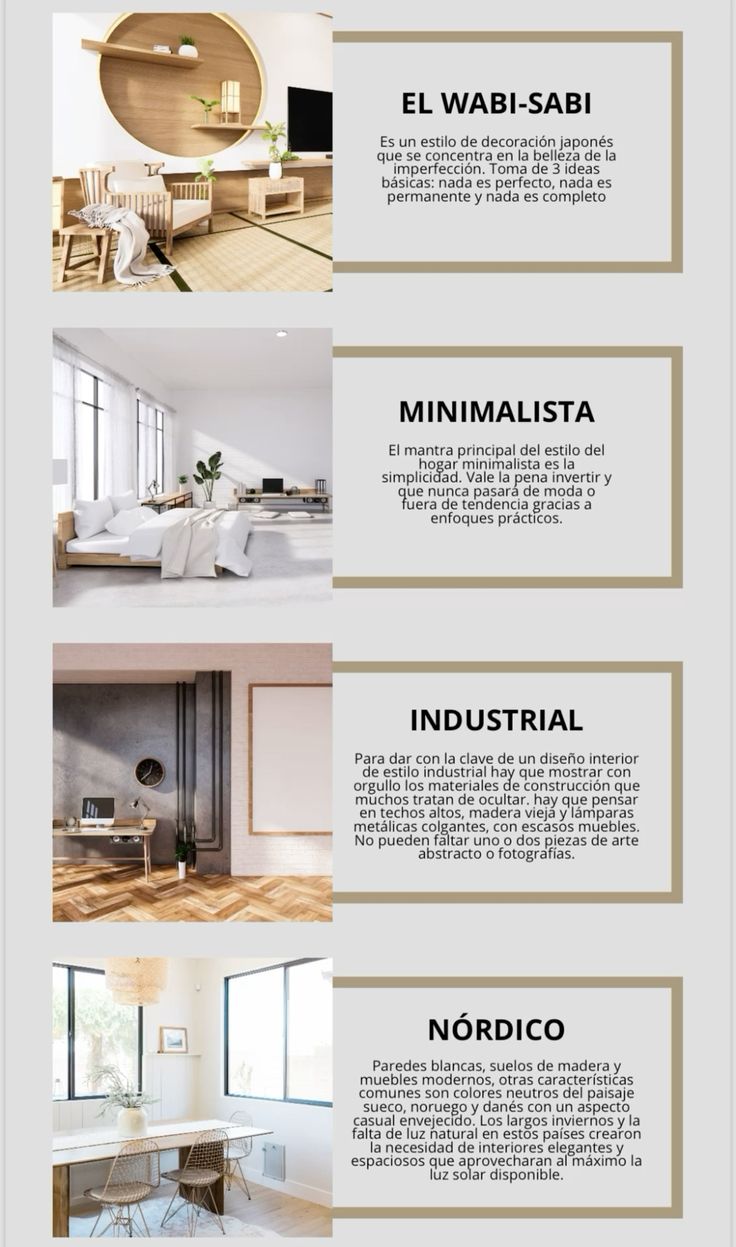 EL WABI-SABI
Es un estilo de decoración japonés
que se concentra en la belleza de la
imperfección. Toma de 3 ideas
básicas: nada es perfecto, nada es
permanente y nada es completo
MINIMALISTA
El mantra principal del estilo del
hogar minimalista es la
simplicidad. Vale la pena invertir y
que nunca pasará de moda o
fuera de tendencia gracias a
enfoques prácticos.
INDUSTRIAL
Para dar con la clave de un diseño interior
de estilo industrial hay que mostrar con
orgullo los materiales de construcción que
muchos tratan de ocultar. hay que pensar
en techos altos, madera vieja y lámparas
metálicas colgantes, con escasos muebles.
No pueden faltar uno o dos piezas de arte
abstracto o fotografías.
NÓRDICO
Paredes blancas, suelos de madera y
muebles modernos, otras características
comunes son colores neutros del paisaje
sueco, noruego y danés con un aspecto
casual envejecido. Los largos inviernos y la
falta de luz natural en estos países crearon
la necesidad de interiores elegantes y
espaciosos que aprovecharan al máximo la
luz solar disponible.